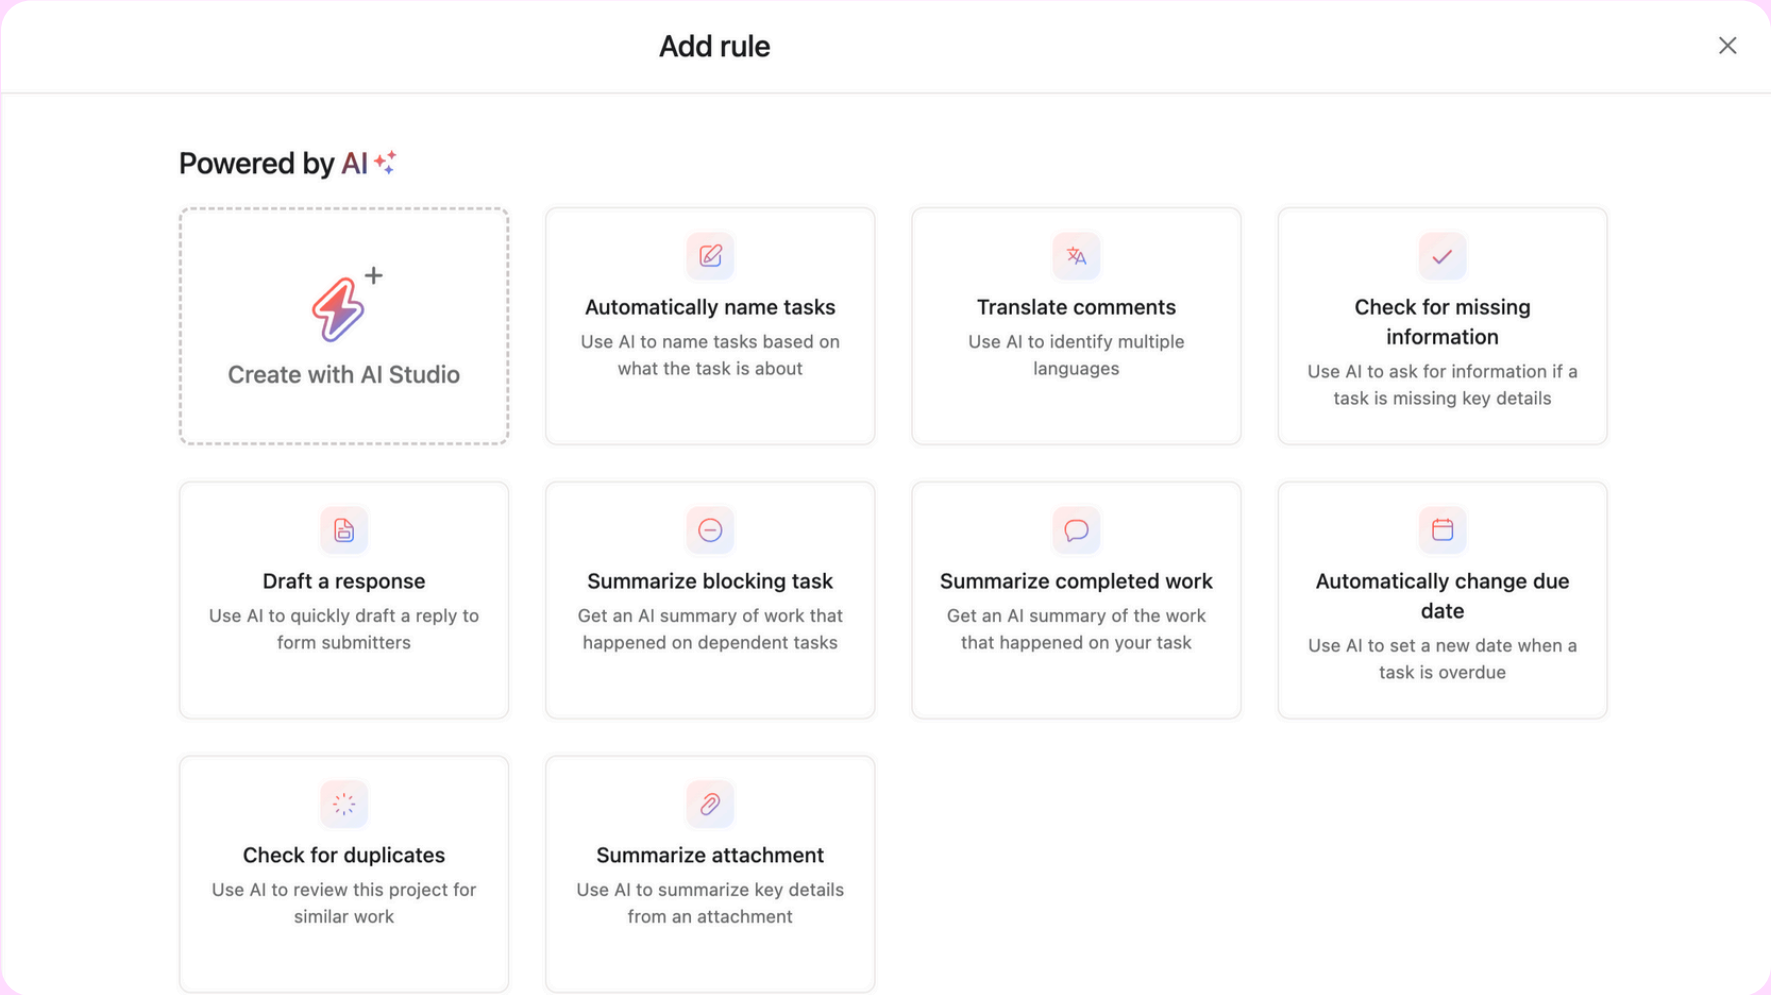 Add rule
Powered by AI
Create with AI Studio
Automatically name tasks
Use AI to name tasks based on
what the task is about
Translate comments
Use AI to identify multiple
languages
Check for missing
information
Use AI to ask for information if a
task is missing key details
Draft a response
Use AI to quickly draft a reply to
form submitters
Summarize blocking task
Get an AI summary of work that
happened on dependent tasks
Summarize completed work
Get an AI summary of the work
that happened on your task
Automatically change due
date
Use AI to set a new date when a
task is overdue
Check for duplicates
Use AI to review this project for
similar work
Summarize attachment
Use AI to summarize key details
from an attachment